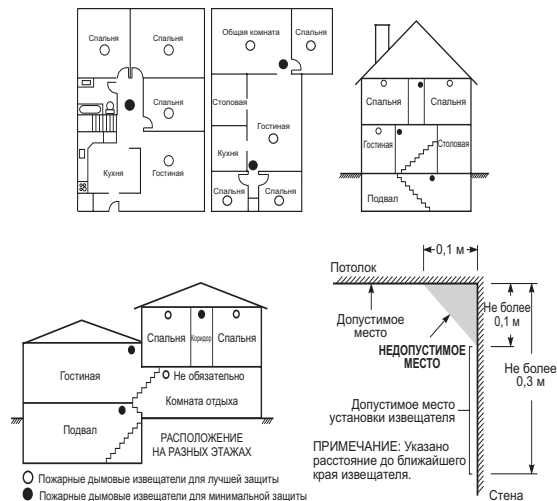 Спальня
Спальня
Спальня
Кухня
Гостиная
Общая комната
Спальня
Столовая
Гостиная
Кухня
Спальня
Спальня
Спальня
Спальня
Гостиная
Столовая
Подвал
Спальня
Коридор
Спальня
Гостиная
Не обязательно
Комната отдыха
Подвал
РАСПОЛОЖЕНИЕ
НА РАЗНЫХ ЭТАЖАХ
Пожарные дымовые извещатели для лучшей защиты
Пожарные дымовые извещатели для минимальной защиты
0,1 м
Потолок
Допустимое
место
Не более
0,1 м
НЕДОПУСТИМОЕ
МЕСТО
Не более
0,3 м
Допустимое место
установки извещателя
ПРИМЕЧАНИЕ: Указано
расстояние до ближайшего
края извещателя.
Стена